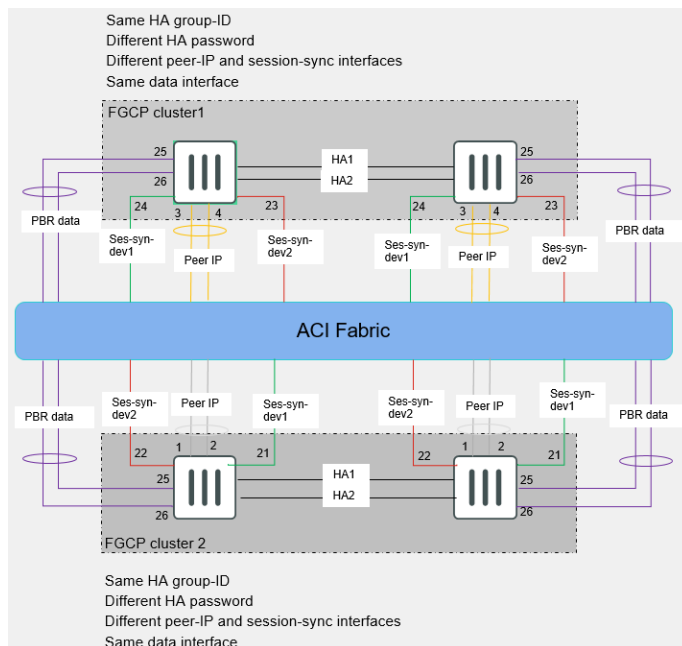 Same HA group-ID
Different HA password
Different peer-IP and session-sync interfaces
Same data interface
FGCP cluster1
25
26
HA1
HA2
25
26
24
3
4
23
24
3
4
23
PBR data
Ses-syn-
dev1
Peer IP
Ses-syn-
dev2
Ses-syn-
dev1
Peer IP
Ses-syn-
dev2
PBR data
ACI Fabric
PBR data
Ses-syn-
dev2
Peer IP
Ses-syn-
dev1
Ses-syn-
dev2
Peer IP
Ses-syn-
dev1
PBR data
22
1
2
21
22
1
2
21
25
26
HA1
HA2
25
26
FGCP cluster 2
Same HA group-ID
Different HA password
Different peer-IP and session-sync interfaces
Same data interface